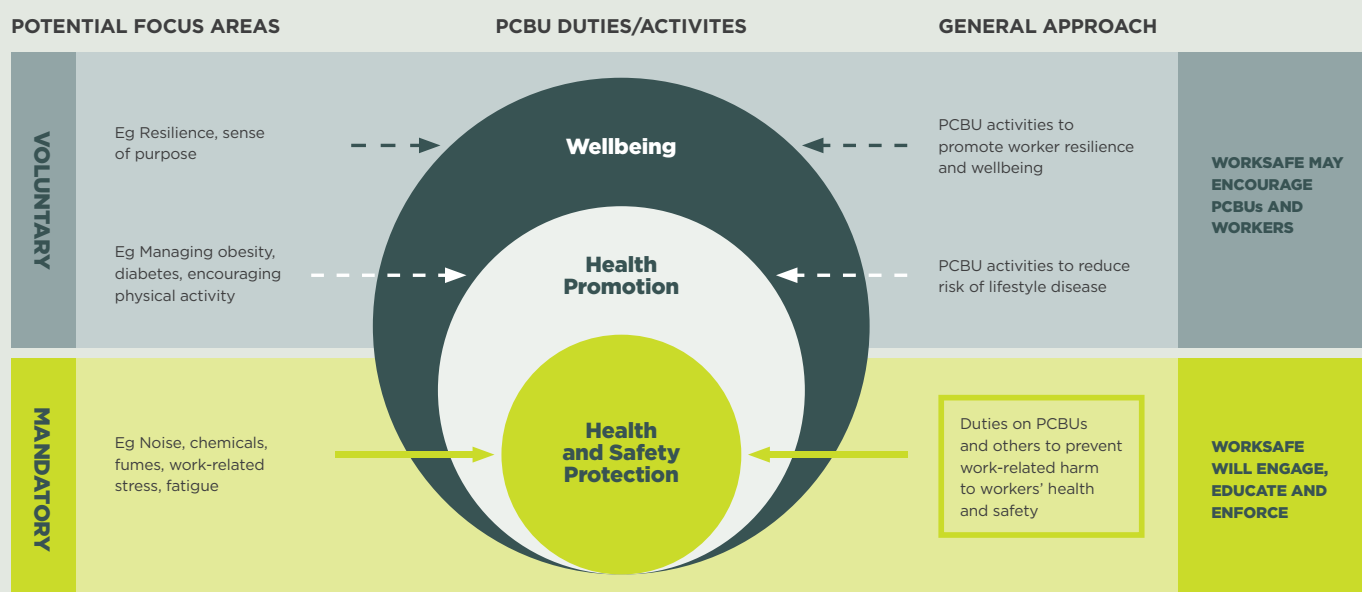 POTENTIAL FOCUS AREAS
PCBU DUTIES/ACTIVITES
GENERAL APPROACH
VOLUNTARY
Eg Resilience, sense
of purpose
Wellbeing
PCBU activities to
promote worker resilience
and wellbeing
WORKSAFE MAY
ENCOURAGE
PCBUs AND
WORKERS
Eg Managing obesity,
diabetes, encouraging
physical activity
Health
Promotion
PCBU activities to reduce
risk of lifestyle disease
MANDATORY
Eg Noise, chemicals,
fumes, work-related
stress, fatigue
Health
and Safety
Protection
Duties on PCBUs
and others to prevent
work-related harm
to workers’ health
and safety
WORKSAFE
WILL ENGAGE,
EDUCATE AND
ENFORCE